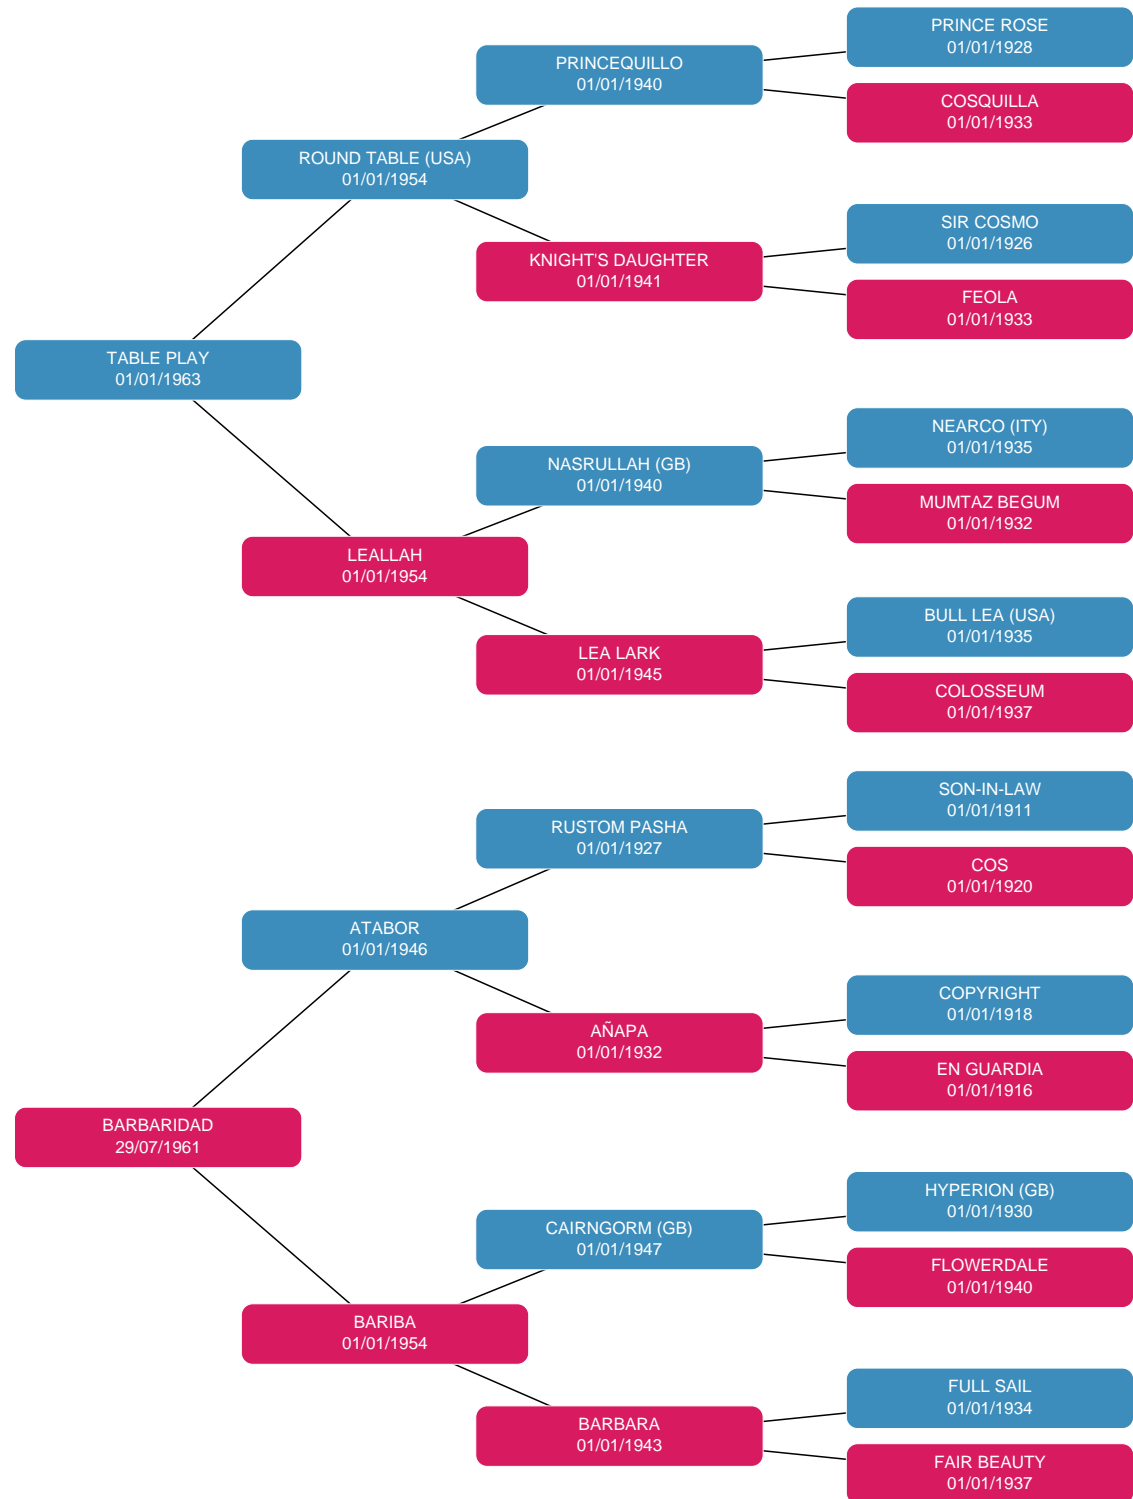 PRINCE ROSE
01/01/1928
PRINCEQUILLO
01/01/1940
COSQUILLA
01/01/1933
ROUND TABLE (USA)
01/01/1954
SIR COSMO
01/01/1926
KNIGHT'S DAUGHTER
01/01/1941
FEOLA
01/01/1933
TABLE PLAY
01/01/1963
NEARCO (ITY)
01/01/1935
NASRULLAH (GB)
01/01/1940
MUMTAZ BEGUM
01/01/1932
LEALLAH
01/01/1954
BULL LEA (USA)
01/01/1935
LEA LARK
01/01/1945
COLOSSEUM
01/01/1937
SON-IN-LAW
01/01/1911
RUSTOM PASHA
01/01/1927
COS
01/01/1920
ATABOR
01/01/1946
COPYRIGHT
01/01/1918
AÑAPA
01/01/1932
EN GUARDIA
01/01/1916
BARBARIDAD
29/07/1961
HYPERION (GB)
01/01/1930
CAIRNGORM (GB)
01/01/1947
FLOWERDALE
01/01/1940
BARIBA
01/01/1954
FULL SAIL
01/01/1934
BARBARA
01/01/1943
FAIR BEAUTY
01/01/1937